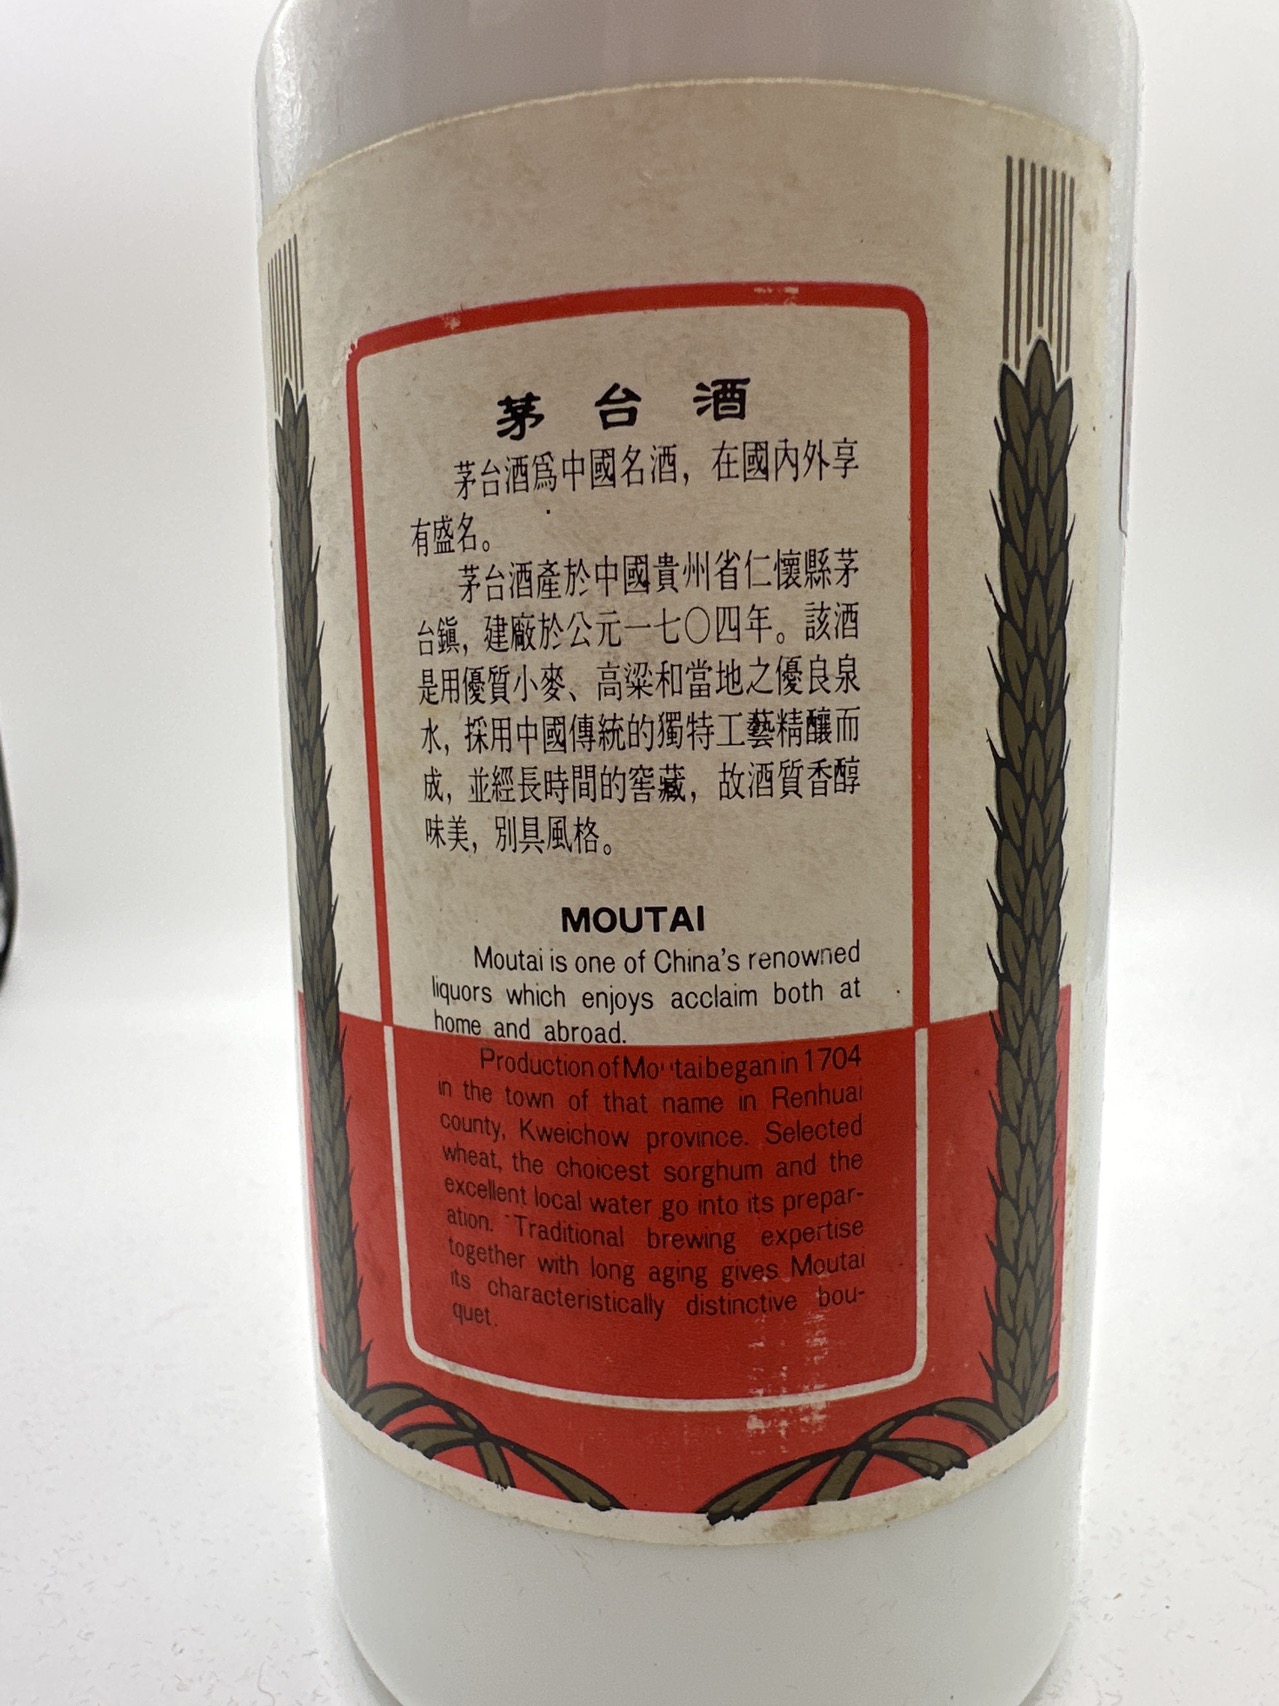 茅台酒
茅台酒爲中國名酒，在國內外享
有盛名。
茅台酒產於中國貴州省仁懷縣茅
台鎭，建廠於公元一七〇四年。該酒
是用優質小麥、高粱和當地之優良泉
水，採用中國傳統的獨特工藝精釀而
成，並經長時間的窖藏，故酒質香醇
味美，別具風格。
MOUTAI
Moutai is one of China's renowned
liquors which enjoys acclaim both at
home and abroad.
Production of Moutai began in 1704
in the town of that name in Renhuai
county, Kweichow province. Selected
wheat, the choicest sorghum and the
excellent local water go into its prepar-
ation. Traditional brewing expertise
together with long aging gives Moutai
its characteristically distinctive bou-
quet.